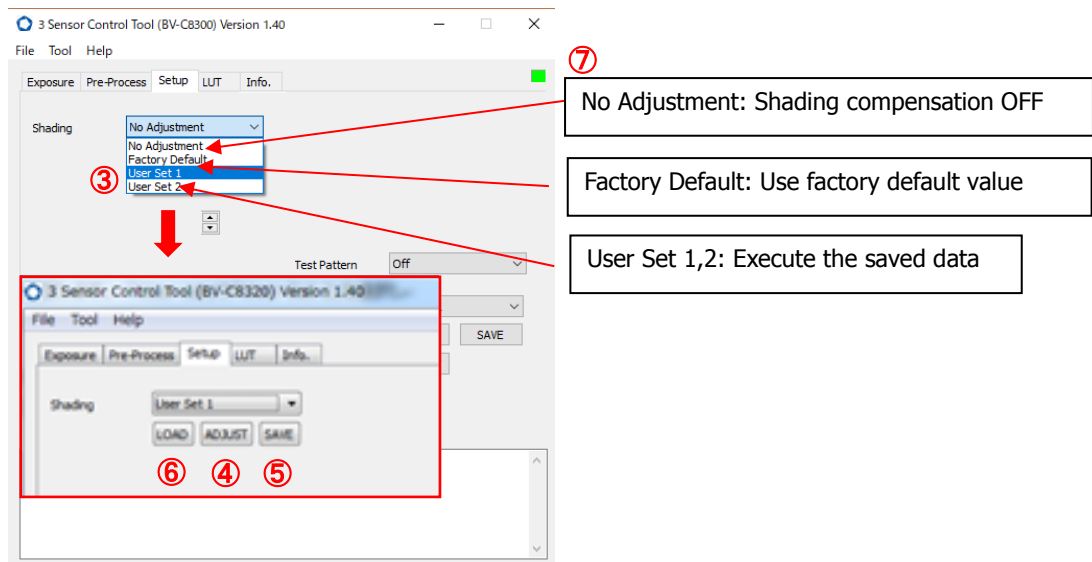 3 Sensor Control Tool (BV-C8300) Version 1.40
File Tool Help
Exposure Pre-Process Setup LUT Info.
Shading No Adjustment
No Adjustment
Factory Default
User Set 1
User Set 2
③
Test Pattern Off
SAVE
3 Sensor Control Tool (BV-C8320) Version 1.40
File Tool Help
Exposure Pre-Process Setup LUT Info.
Shading User Set 1
LOAD ADJUST SAVE
⑥ ④ ⑤
⑦
No Adjustment: Shading compensation OFF
Factory Default: Use factory default value
User Set 1,2: Execute the saved data